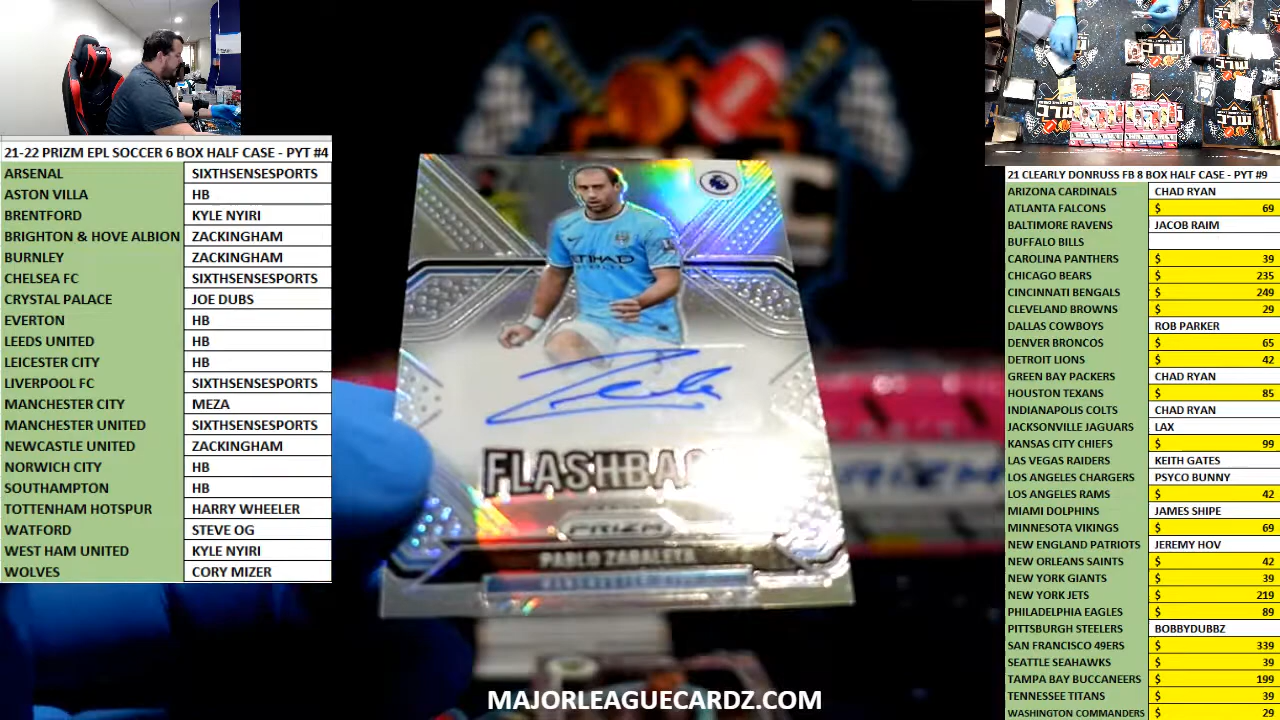 21-22 PRIZM EPL SOCCER 6 BOX HALF CASE - PYT #4
ARSENAL SIXTHSENSESPORTS
ASTON VILLA HB
BRENTFORD KYLE NYIRI
BRIGHTON & HOVE ALBION ZACKINGHAM
BURNLEY ZACKINGHAM
CHELSEA FC SIXTHSENSESPORTS
CRYSTAL PALACE JOE DUBS
EVERTON HB
LEEDS UNITED HB
LEICESTER CITY HB
LIVERPOOL FC SIXTHSENSESPORTS
MANCHESTER CITY MEZA
MANCHESTER UNITED SIXTHSENSESPORTS
NEWCASTLE UNITED ZACKINGHAM
NORWICH CITY HB
SOUTHAMPTON HB
TOTTENHAM HOTSPUR HARRY WHEELER
WATFORD STEVE OG
WEST HAM UNITED KYLE NYIRI
WOLVES CORY MIZER
ETIHAD
FLASHBA
PRIZM
PABLO ZABALETA
MAJORLEAGUECARDZ.COM
21 CLEARLY DONRUSS FB 8 BOX HALF CASE - PYT #9
ARIZONA CARDINALS CHAD RYAN
ATLANTA FALCONS $ 69
BALTIMORE RAVENS JACOB RAIM
BUFFALO BILLS
CAROLINA PANTHERS $ 39
CHICAGO BEARS $ 235
CINCINNATI BENGALS $ 249
CLEVELAND BROWNS $ 29
DALLAS COWBOYS ROB PARKER
DENVER BRONCOS $ 65
DETROIT LIONS $ 42
GREEN BAY PACKERS CHAD RYAN
HOUSTON TEXANS $ 85
INDIANAPOLIS COLTS CHAD RYAN
JACKSONVILLE JAGUARS LAX
KANSAS CITY CHIEFS $ 99
LAS VEGAS RAIDERS KEITH GATES
LOS ANGELES CHARGERS PSYCO BUNNY
LOS ANGELES RAMS $ 42
MIAMI DOLPHINS JAMES SHIPE
MINNESOTA VIKINGS $ 69
NEW ENGLAND PATRIOTS JEREMY HOV
NEW ORLEANS SAINTS $ 42
NEW YORK GIANTS $ 39
NEW YORK JETS $ 219
PHILADELPHIA EAGLES $ 89
PITTSBURGH STEELERS BOBBYDUBBZ
SAN FRANCISCO 49ERS $ 339
SEATTLE SEAHAWKS $ 39
TAMPA BAY BUCCANEERS $ 199
TENNESSEE TITANS $ 39
WASHINGTON COMMANDERS $ 29